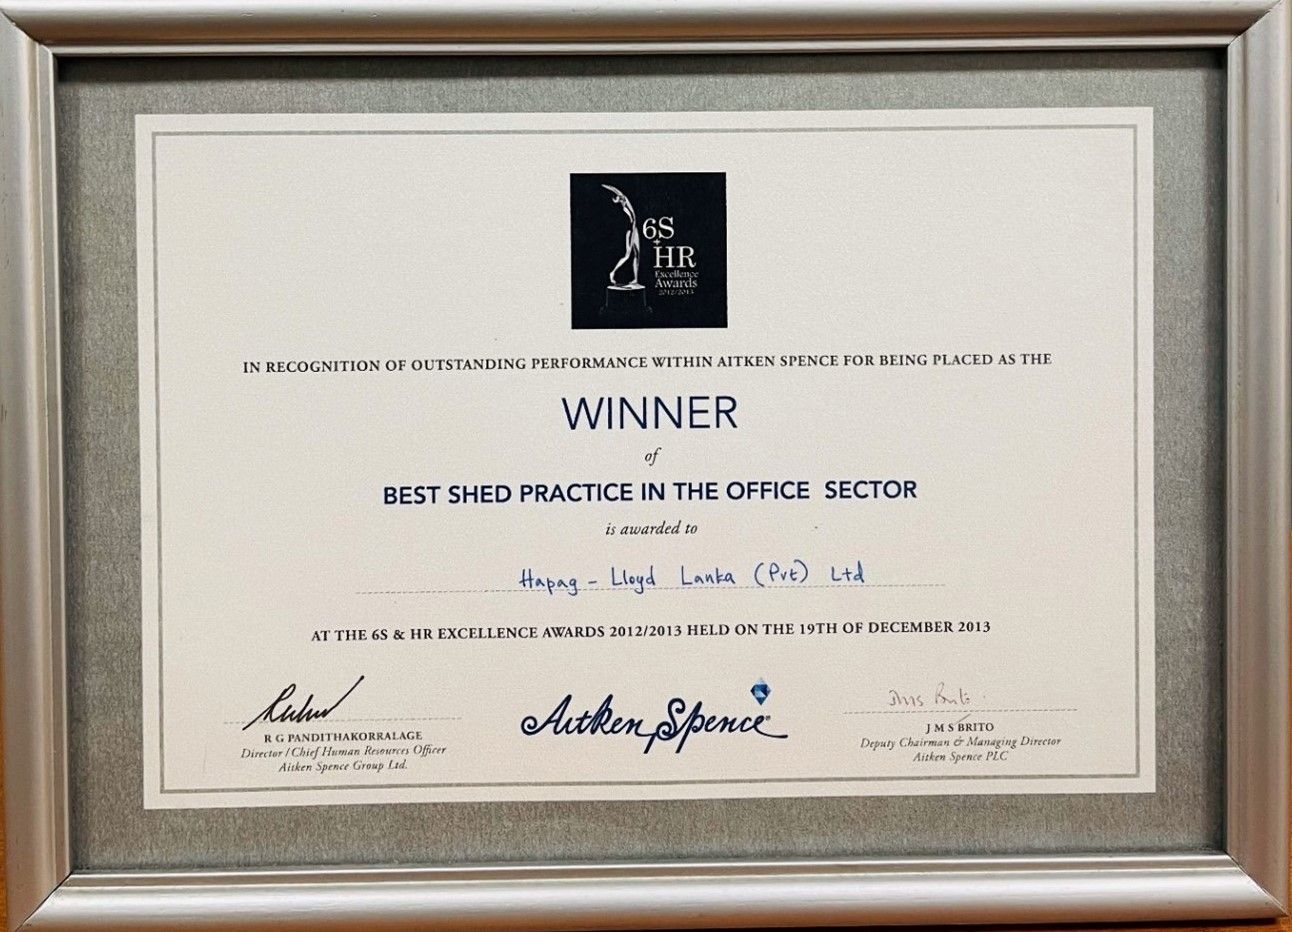 6S
+
HR
Excellence
Awards
2012/2013
IN RECOGNITION OF OUTSTANDING PERFORMANCE WITHIN AITKEN SPENCE FOR BEING PLACED AS THE
WINNER
of
BEST SHED PRACTICE IN THE OFFICE SECTOR
is awarded to
Hapag - Lloyd Lanka (Pvt) Ltd
AT THE 6S & HR EXCELLENCE AWARDS 2012/2013 HELD ON THE 19TH OF DECEMBER 2013
R G PANDITHAKORRALAGE
Director / Chief Human Resources Officer
Aitken Spence Group Ltd.
Aitken Spence
J M S BRITO
Deputy Chairman & Managing Director
Aitken Spence PLC